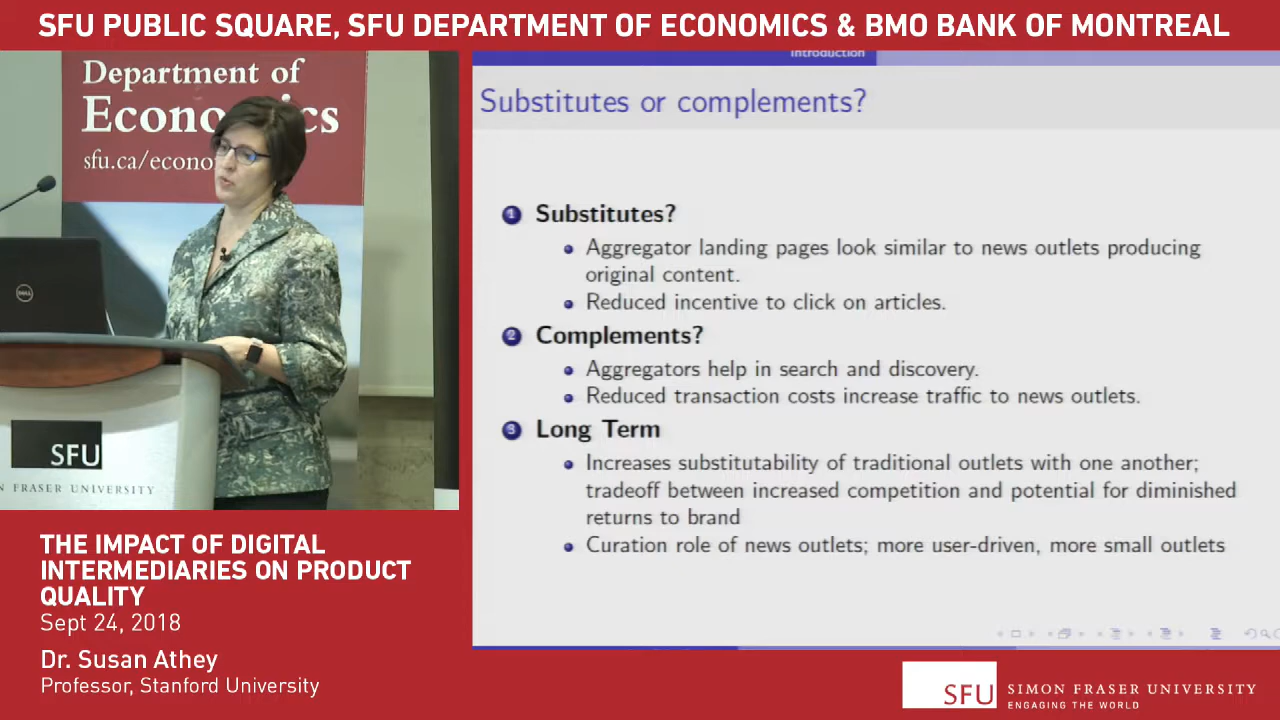 SFU PUBLIC SQUARE, SFU DEPARTMENT OF ECONOMICS & BMO BANK OF MONTREAL
Department of
Econo cs
sfu.ca/econo
DELL
SFU
N FRASER UNIVERSITY
Introduction
Substitutes or complements?
1 Substitutes?
Aggregator landing pages look similar to news outlets producing
original content.
Reduced incentive to click on articles.
2 Complements?
Aggregators help in search and discovery.
Reduced transaction costs increase traffic to news outlets.
3 Long Term
Increases substitutability of traditional outlets with one another;
tradeoff between increased competition and potential for diminished
returns to brand
Curation role of news outlets; more user-driven, more small outlets
THE IMPACT OF DIGITAL
INTERMEDIARIES ON PRODUCT
QUALITY
Sept 24, 2018
Dr. Susan Athey
Professor, Stanford University
SFU SIMON FRASER UNIVERSITY
ENGAGING THE WORLD